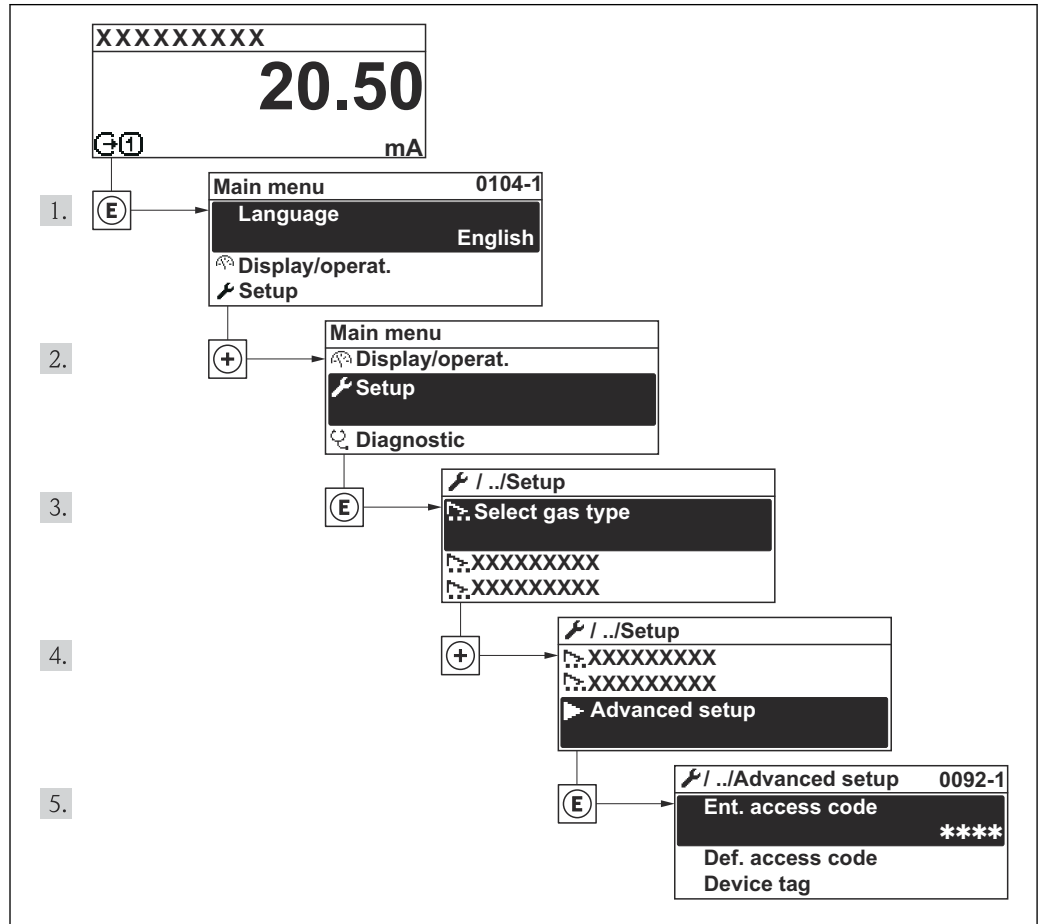 XXXXXXXXX
20.50
1 mA
1. E
Main menu 0104-1
Language
English
Display/operat.
Setup
2. +
Main menu
Display/operat.
Setup
Diagnostic
3. E
/ ../Setup
Select gas type
XXXXXXXXX
XXXXXXXXX
4. +
/ ../Setup
XXXXXXXXX
XXXXXXXXX
Advanced setup
5. E
/ ../Advanced setup 0092-1
Ent. access code
****
Def. access code
Device tag